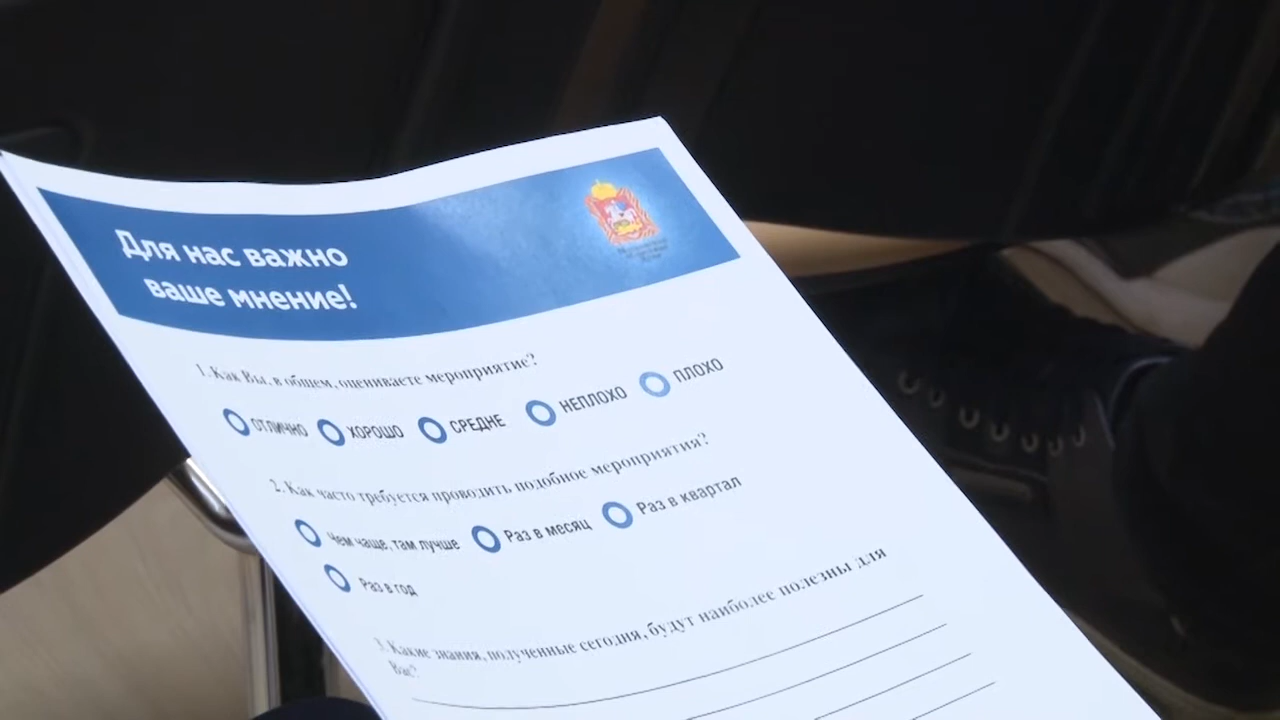 Для нас важно
ваше мнение!
1. Как Вы, в общем, оцениваете мероприятие?
ОТЛИЧНО ХОРОШО СРЕДНЕ НЕПЛОХО ПЛОХО
2. Как часто требуется проводить подобное мероприятия?
Чем чаще, там лучше Раз в месяц Раз в квартал
Раз в год
3. Какие знания, полученные сегодня, будут наиболее полезны для
Вас?